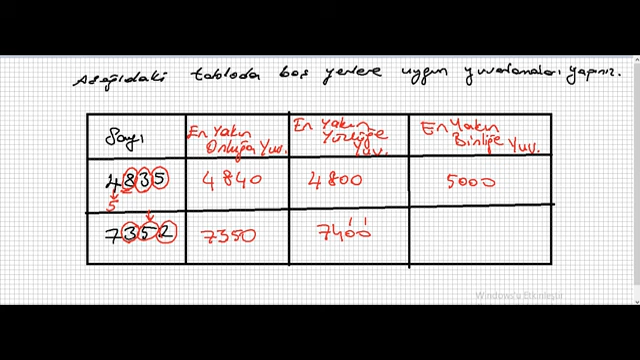 Aşağıdaki tabloda boş yerlere uygun yuvarlamaları yapınız.
Sayı En Yakın Onluğa Yuv. En Yakın Yüzlüğe Yuv. En Yakın Binliğe Yuv.
4835 4840 4800 5000
5
7352 7350 7400
Windows'u Etkinleştir